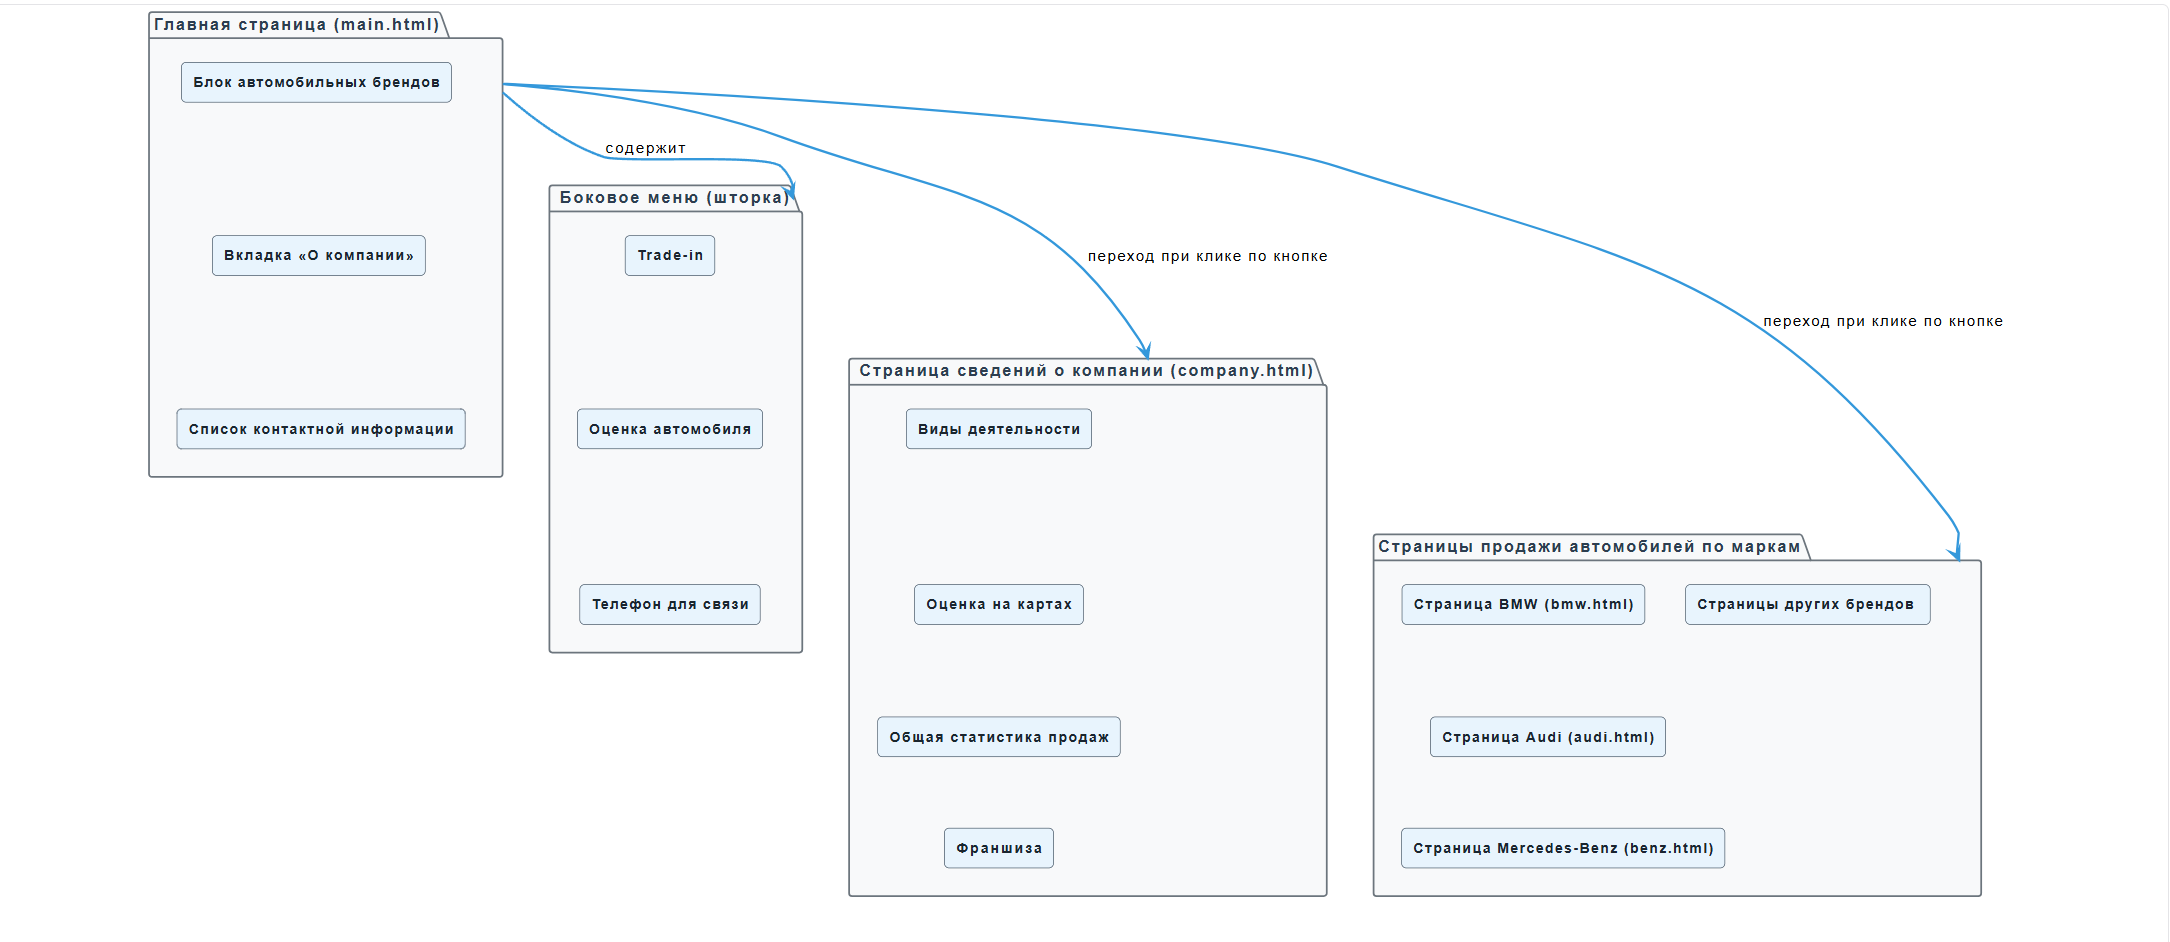 Главная страница (main.html)
Блок автомобильных брендов
Вкладка «О компании»
Список контактной информации
содержит
Боковое меню (шторка)
Trade-in
Оценка автомобиля
Телефон для связи
переход при клике по кнопке
Страница сведений о компании (company.html)
Виды деятельности
Оценка на картах
Общая статистика продаж
Франшиза
переход при клике по кнопке
Страницы продажи автомобилей по маркам
Страница BMW (bmw.html)
Страницы других брендов
Страница Audi (audi.html)
Страница Mercedes-Benz (benz.html)